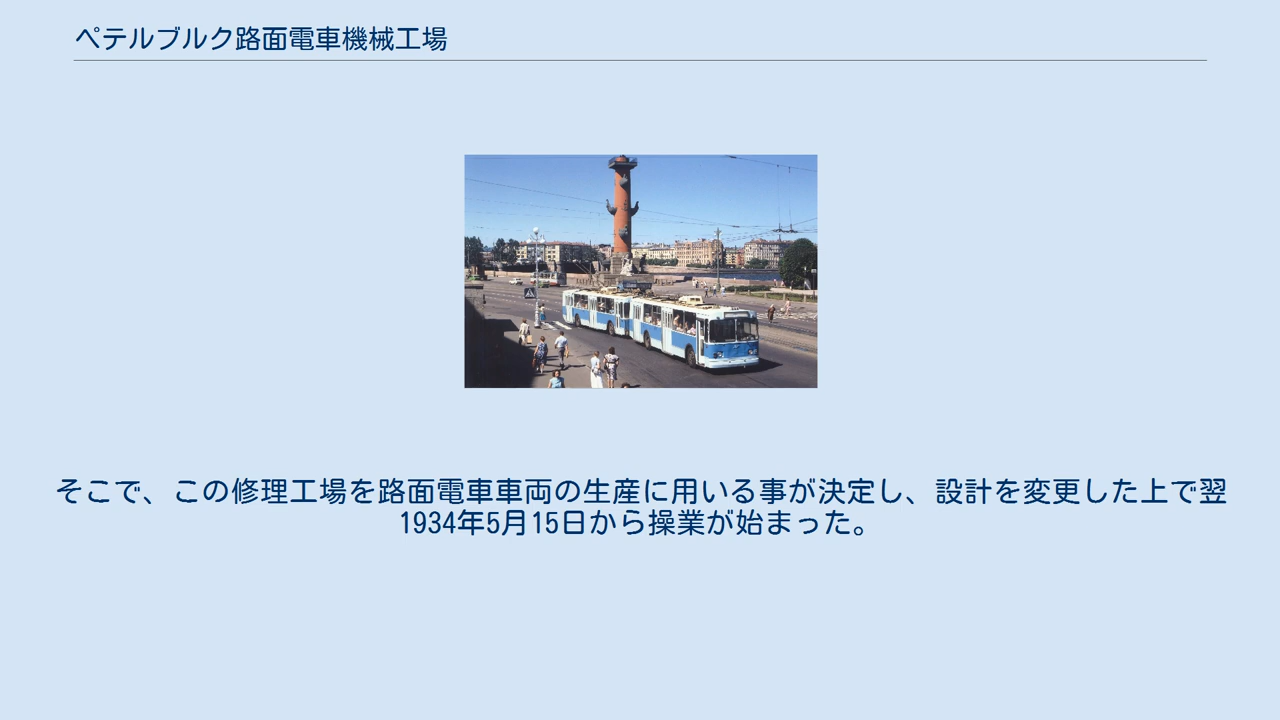 ペテルブルク路面電車機械工場
そこで、この修理工場を路面電車車両の生産に用いる事が決定し、設計を変更した上で翌
1934年5月15日から操業が始まった。